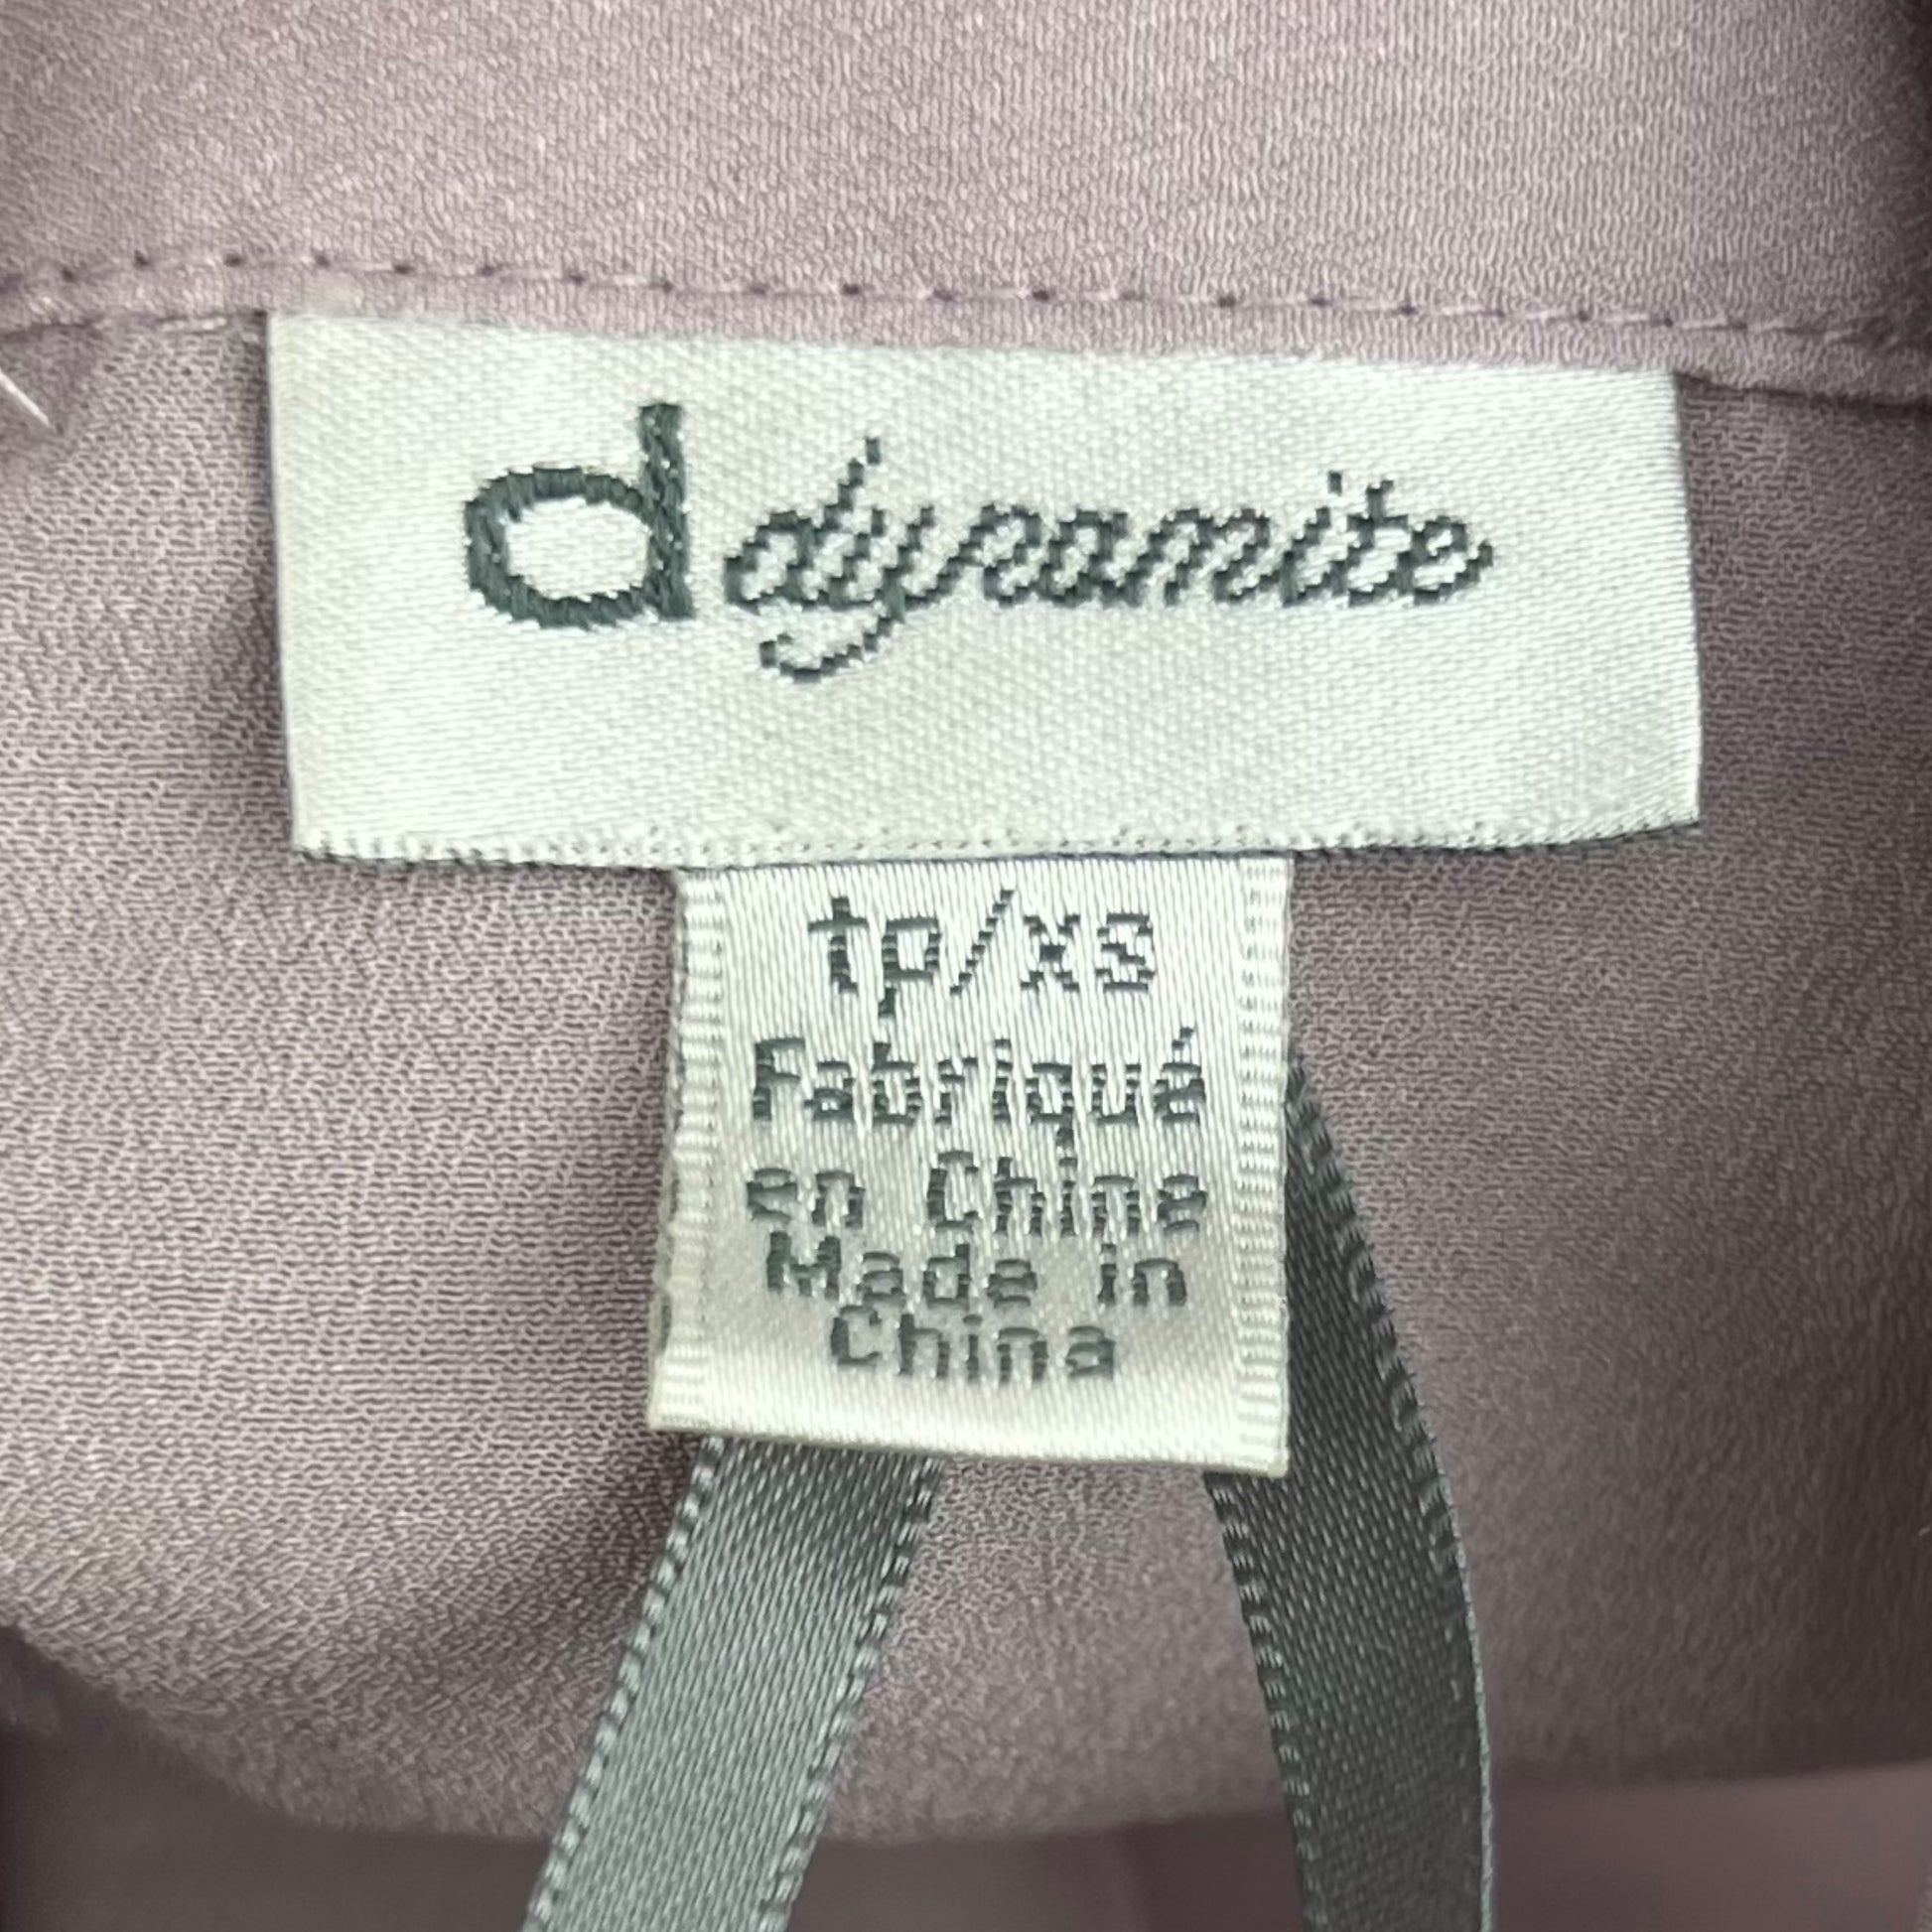 d dynamite
tp/xs
Fabriqué
en Chine
Made in
China